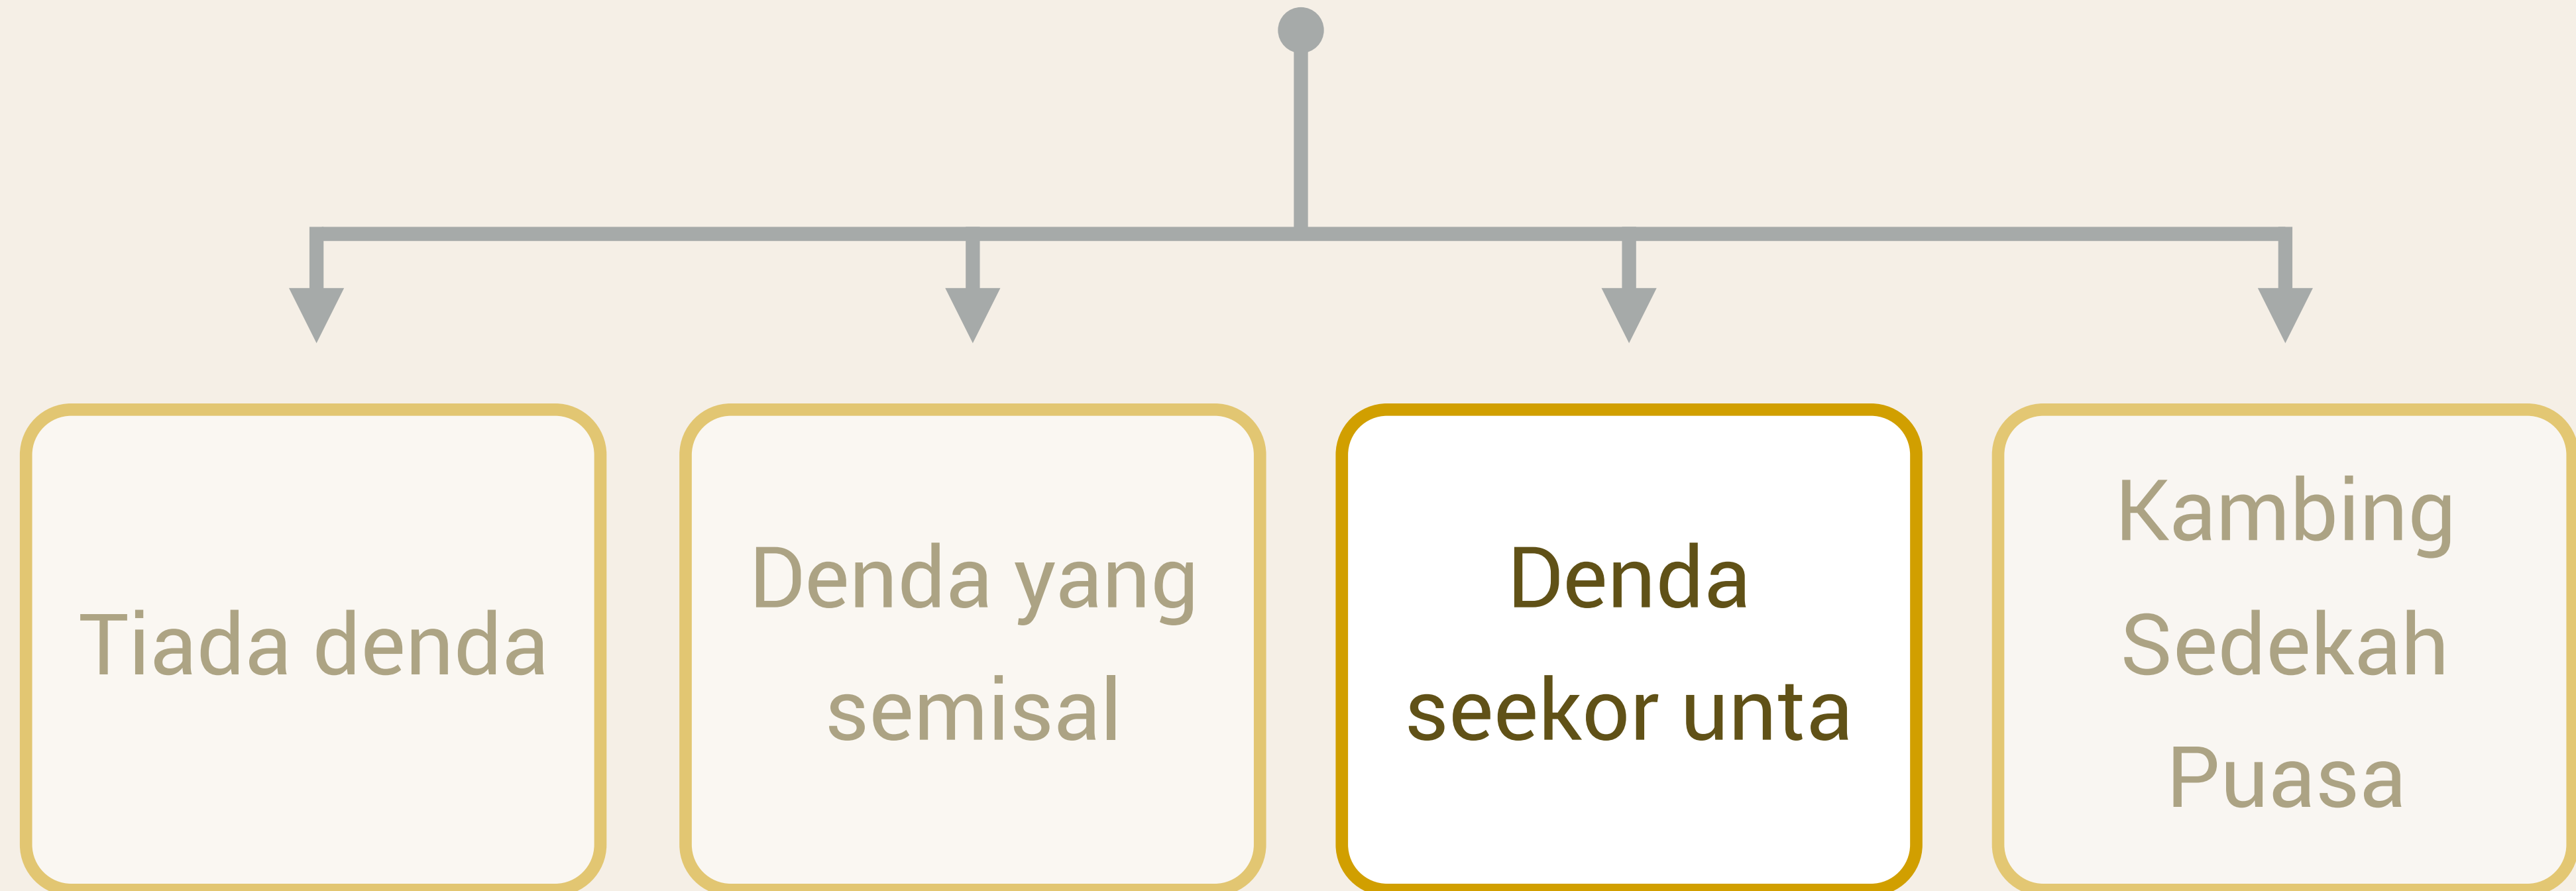 Tiada denda
Denda yang
semisal
Denda
seekor unta
Kambing
Sedekah
Puasa